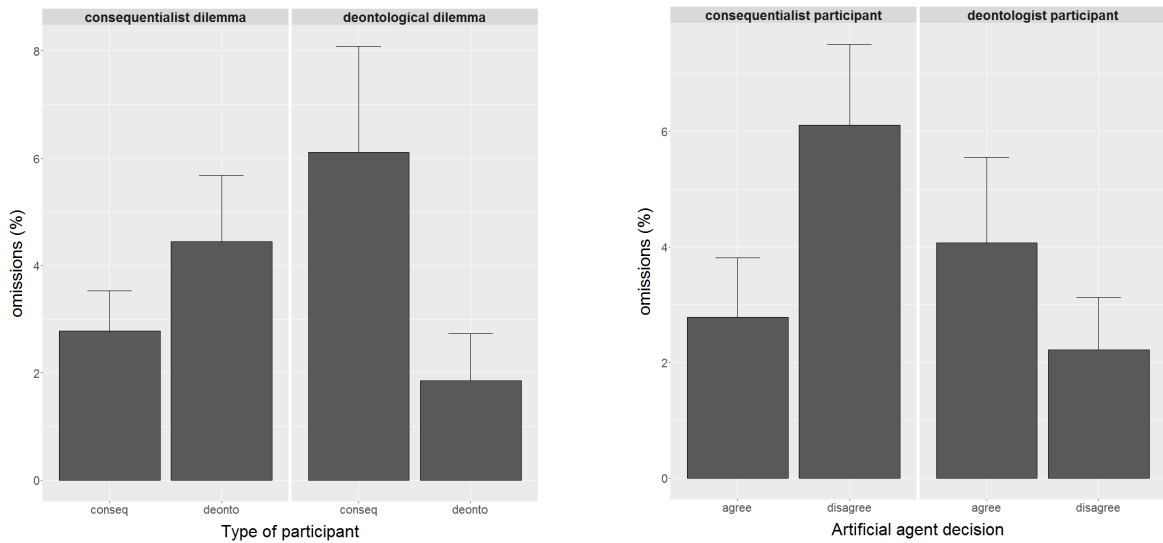 consequentialist dilemma
deontological dilemma
8
6
4
2
0
omissions (%)
conseq
deonto
conseq
deonto
Type of participant
consequentialist participant
deontologist participant
6
4
2
0
omissions (%)
agree
disagree
agree
disagree
Artificial agent decision